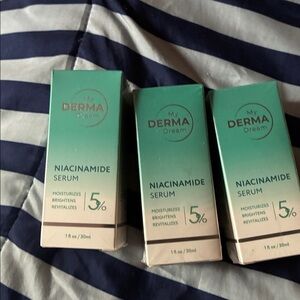 My
DERMA
Dream
NIACINAMIDE
SERUM
MOISTURIZES
BRIGHTENS
REVITALIZES
5%
1 fl oz / 30ml
My
DERMA
Dream
NIACINAMIDE
SERUM
MOISTURIZES
BRIGHTENS
REVITALIZES
5%
1 fl oz / 30ml
My
DERMA
Dream
NIACINAMIDE
SERUM
MOISTURIZES
BRIGHTENS
REVITALIZES
5%
1 fl oz / 30ml